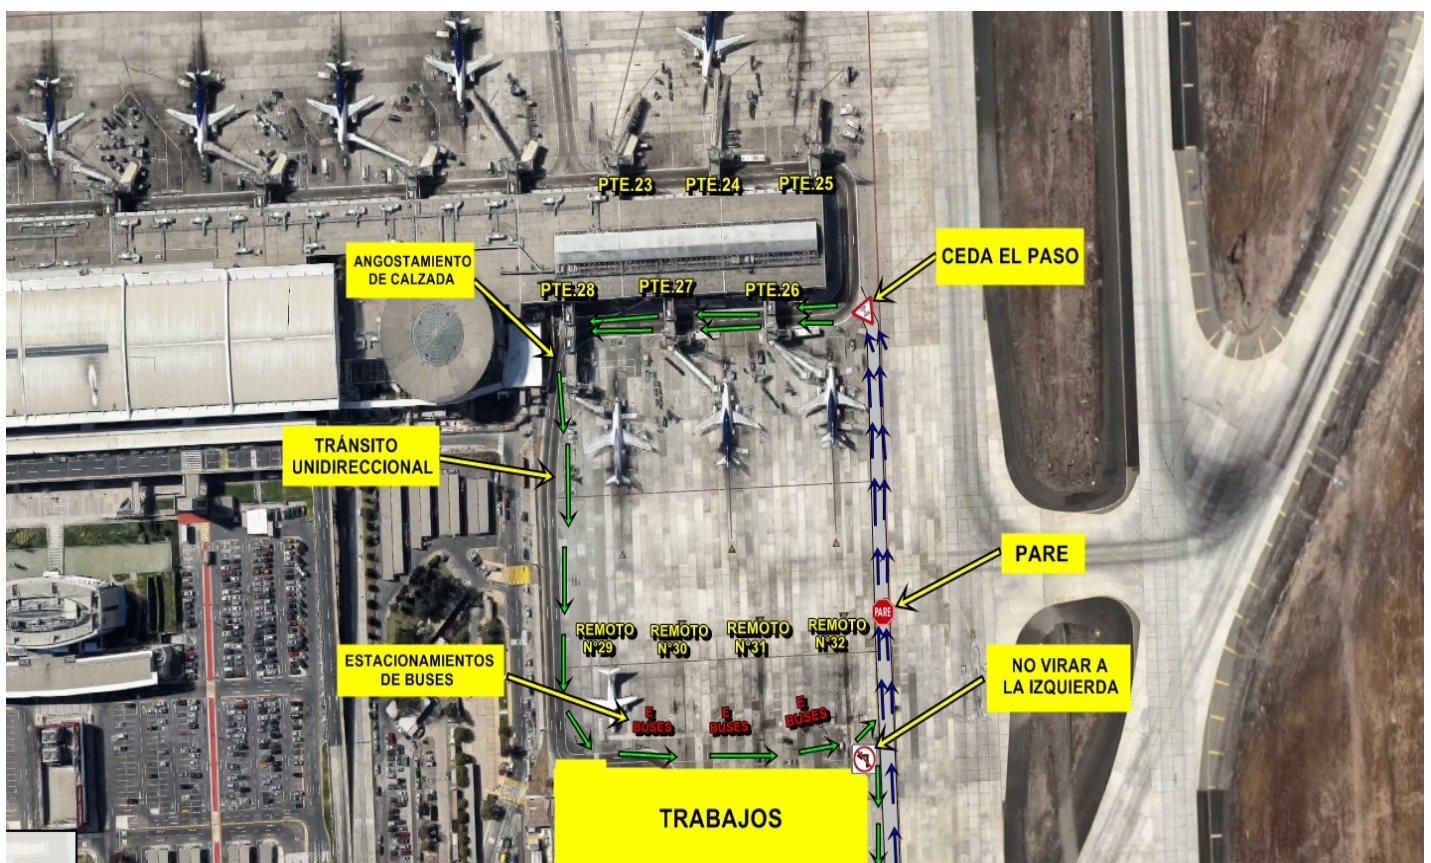 PTE.23
PTE.24
PTE.25
CEDA EL PASO
ANGOSTAMIENTO
DE CALZADA
PTE.28
PTE.27
PTE.26
TRÁNSITO
UNIDIRECCIONAL
PARE
PARE
REMOTO
N°29
REMOTO
N°30
REMOTO
N°31
REMOTO
N°32
ESTACIONAMIENTOS
DE BUSES
NO VIRAR A
LA IZQUIERDA
E
BUSES
E
BUSES
E
BUSES
TRABAJOS